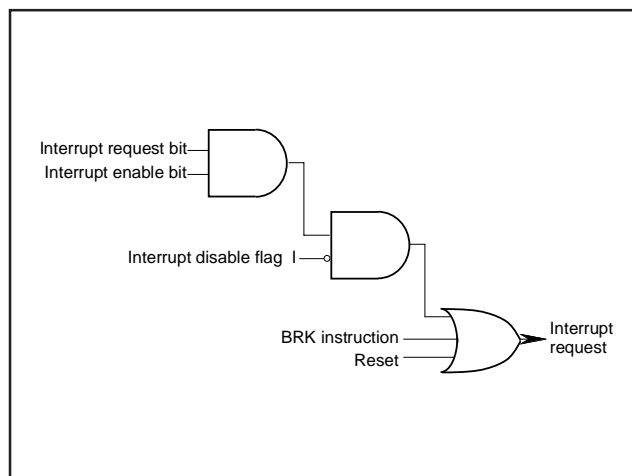 Interrupt request bit
Interrupt enable bit
Interrupt disable flag I
BRK instruction
Reset
Interrupt
request